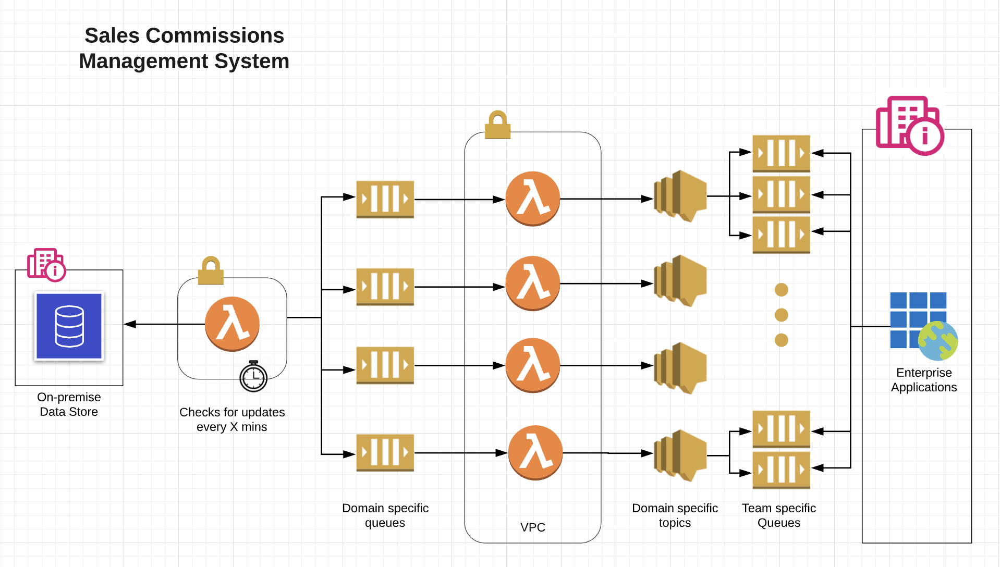 Sales Commissions
Management System
On-premise
Data Store
Checks for updates
every X mins
Domain specific
queues
VPC
Domain specific
topics
Team specific
Queues
Enterprise
Applications